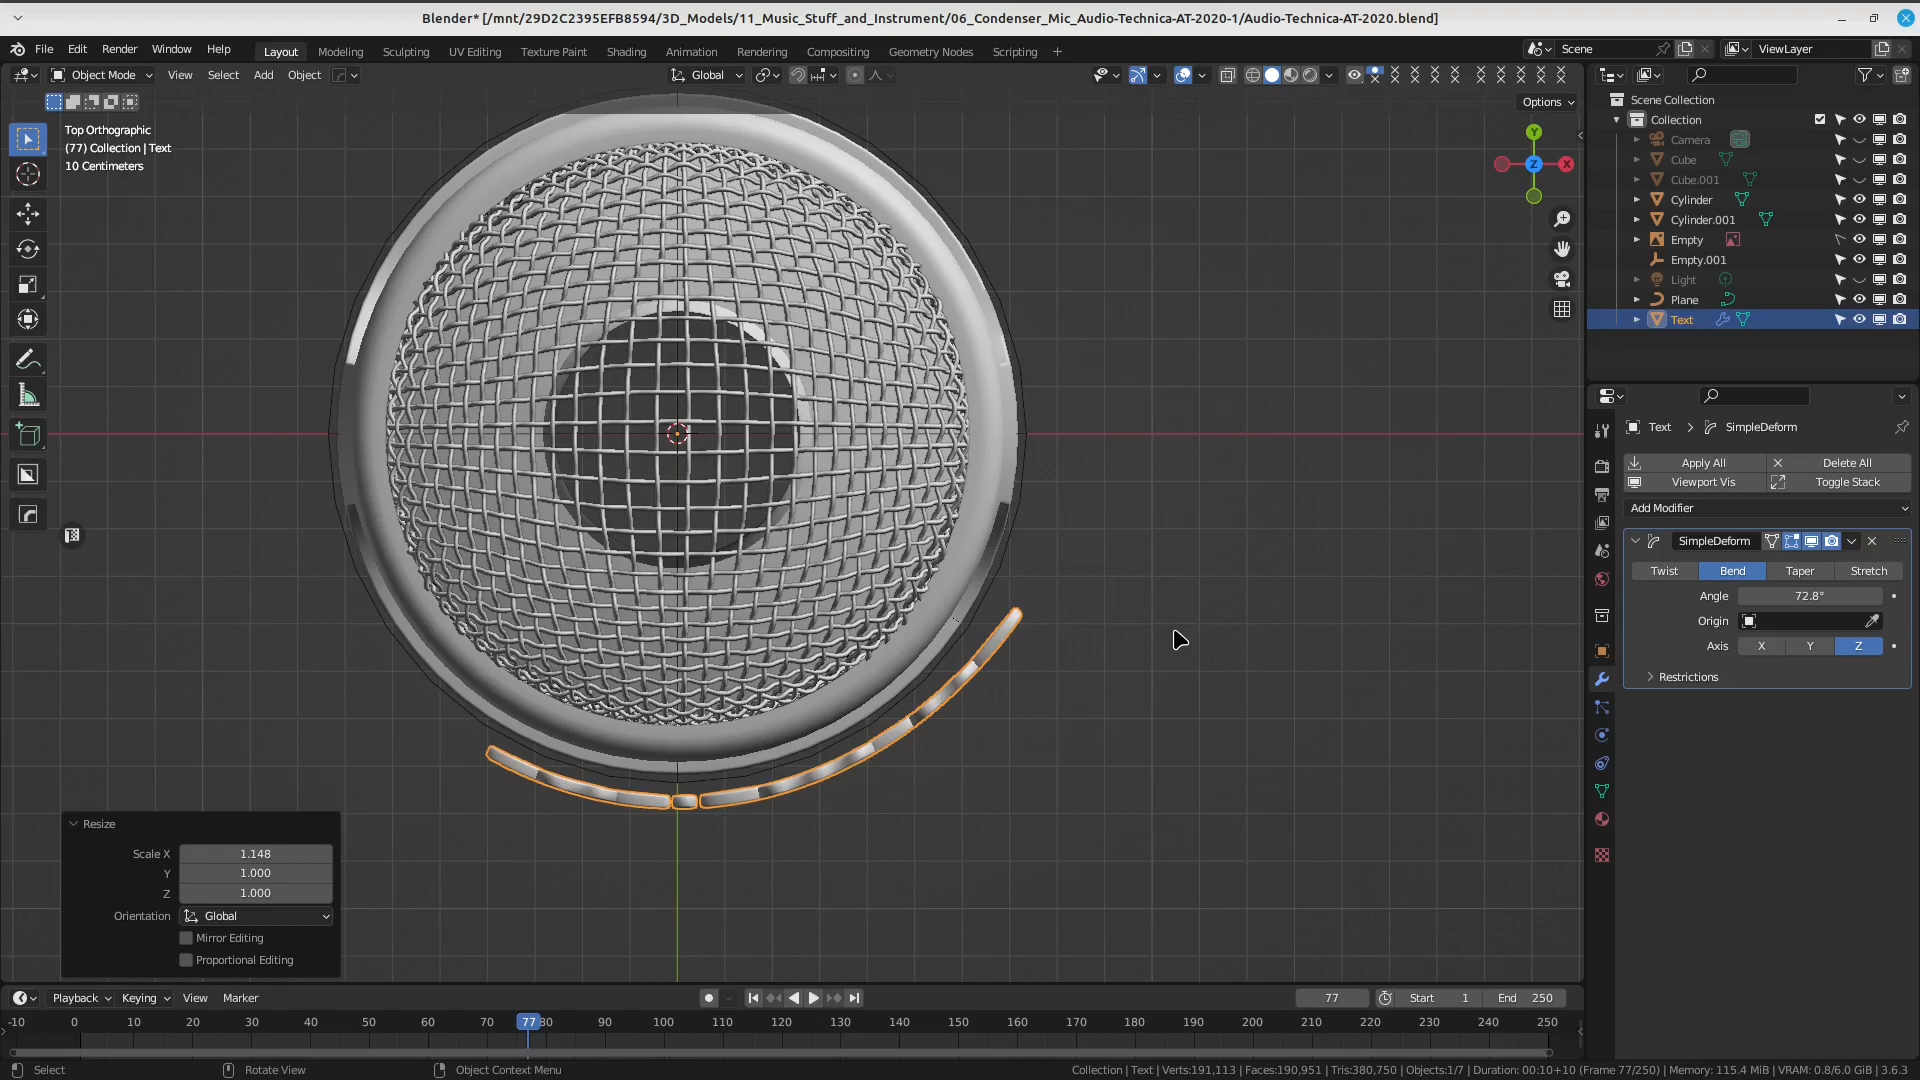 Blender* [/mnt/29D2C2395EFB8594/3D_Models/11_Music_Stuff_and_Instrument/06_Condenser_Mic_Audio-Technica-AT-2020-1/Audio-Technica-AT-2020.blend]
File Edit Render Window Help Layout Modeling Sculpting UV Editing Texture Paint Shading Animation Rendering Compositing Geometry Nodes Scripting + Scene ViewLayer
Object Mode View Select Add Object Global
Options
Top Orthographic
(77) Collection | Text
10 Centimeters
Y
Z X
Scene Collection
Collection
Camera
Cube
Cube.001
Cylinder
Cylinder.001
Empty
Empty.001
Light
Plane
Text
Text > SimpleDeform
Apply All Delete All
Viewport Vis Toggle Stack
Add Modifier
SimpleDeform
Twist Bend Taper Stretch
Angle 72.8°
Origin
Axis X Y Z
Restrictions
Resize
Scale X 1.148
Y 1.000
Z 1.000
Orientation Global
Mirror Editing
Proportional Editing
Playback Keying View Marker 77 Start 1 End 250
-10 0 10 20 30 40 50 60 70 77 80 90 100 110 120 130 140 150 160 170 180 190 200 210 220 230 240 250
Select Rotate View Object Context Menu Collection | Text | Verts:191,113 | Faces:190,951 | Tris:380,750 | Objects:1/7 | Duration: 00:10+10 (Frame 77/250) | Memory: 115.4 MiB | VRAM: 0.8/6.0 GiB | 3.6.3